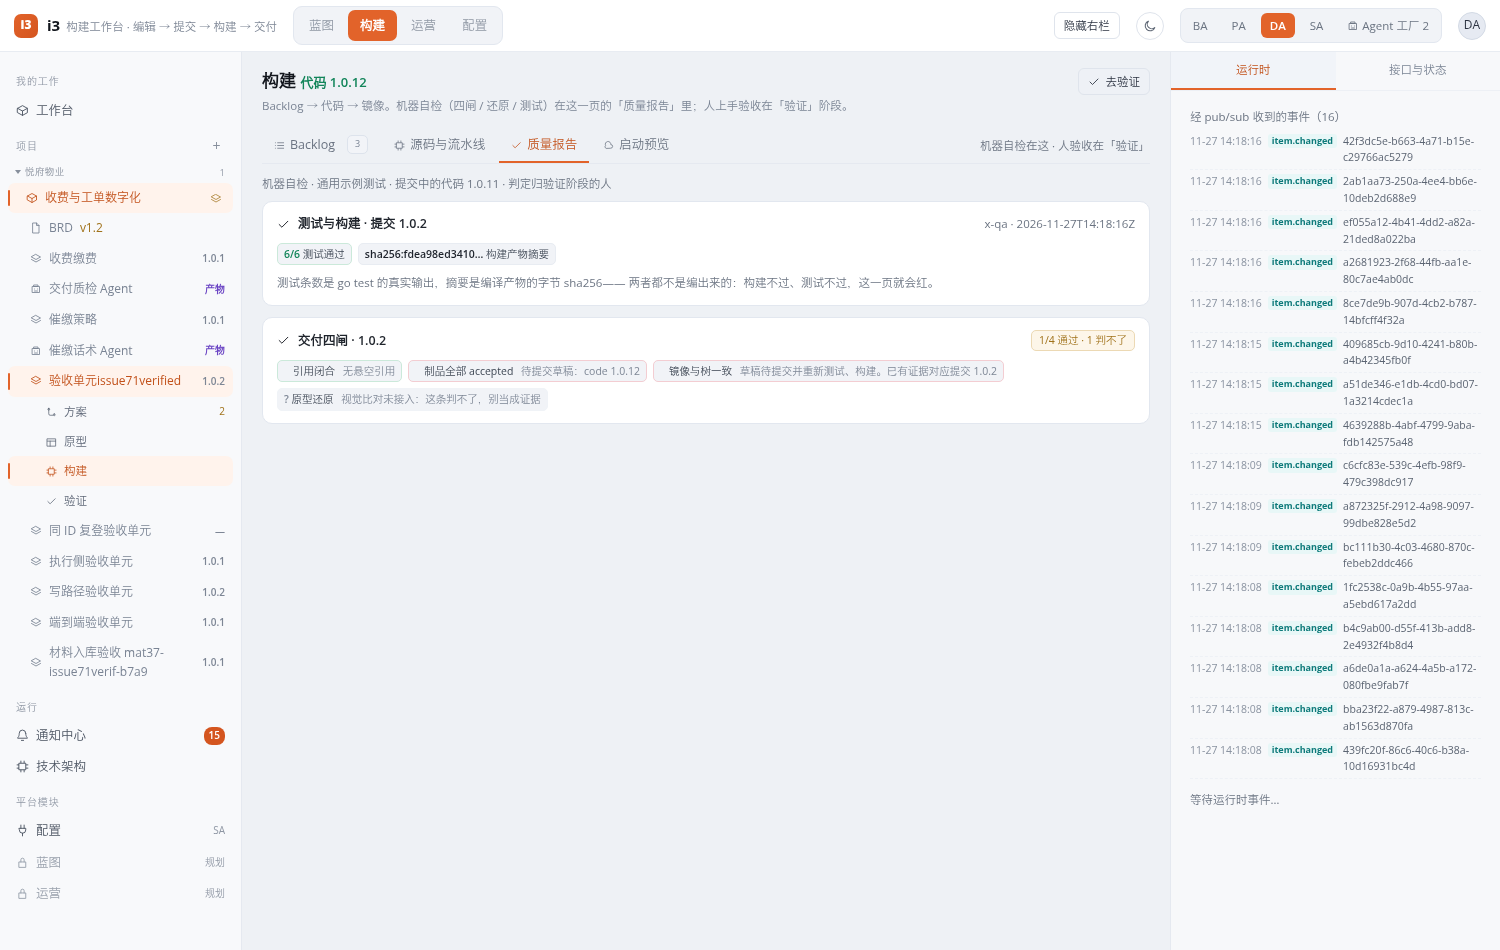 i3 i3 构建工作台 · 编辑 → 提交 → 构建 → 交付
蓝图 构建 运营 配置
隐藏右栏
BA PA DA SA Agent 工厂 2
DA
我的工作
工作台
项目 +
悦府物业 1
收费与工单数字化
BRD v1.2
收费缴费 1.0.1
交付质检 Agent 产物
催缴策略 1.0.1
催缴话术 Agent 产物
验收单元issue71verified 1.0.2
方案 2
原型
构建
验证
同 ID 复登验收单元 —
执行侧验收单元 1.0.1
写路径验收单元 1.0.2
端到端验收单元 1.0.1
材料入库验收 mat37-
issue71verif-b7a9 1.0.1
运行
通知中心 15
技术架构
平台模块
配置 SA
蓝图 规划
运营 规划
构建 代码 1.0.12
去验证
Backlog → 代码 → 镜像。机器自检（四闸 / 还原 / 测试）在这一页的「质量报告」里；人上手验收在「验证」阶段。
Backlog 3 源码与流水线 质量报告 启动预览
机器自检在这 · 人验收在「验证」
机器自检 · 通用示例测试 · 提交中的代码 1.0.11 · 判定归验证阶段的人
测试与构建 · 提交 1.0.2
x-qa · 2026-11-27T14:18:16Z
6/6 测试通过 sha256:fdea98ed3410... 构建产物摘要
测试条数是 go test 的真实输出，摘要是编译产物的字节 sha256—— 两者都不是编出来的：构建不过、测试不过，这一页就会红。
交付四闸 · 1.0.2
1/4 通过 · 1 判不了
引用闭合 无悬空引用
制品全部 accepted 待提交草稿：code 1.0.12
镜像与树一致 草稿待提交并重新测试、构建。已有证据对应提交 1.0.2
? 原型还原 视觉比对未接入：这条判不了，别当成证据
运行时 接口与状态
经 pub/sub 收到的事件（16）
11-27 14:18:16 item.changed 42f3dc5e-b663-4a71-b15e-
c29766ac5279
11-27 14:18:16 item.changed 2ab1aa73-250a-4ee4-bb6e-
10deb2d688e9
11-27 14:18:16 item.changed ef055a12-4b41-4dd2-a82a-
21ded8a022ba
11-27 14:18:16 item.changed a2681923-2f68-44fb-aa1e-
80c7ae4ab0dc
11-27 14:18:16 item.changed 8ce7de9b-907d-4cb2-b787-
14bfcff4f32a
11-27 14:18:15 item.changed 409685cb-9d10-4241-b80b-
a4b42345fb0f
11-27 14:18:15 item.changed a51de346-e1db-4cd0-bd07-
1a3214cdec1a
11-27 14:18:15 item.changed 4639288b-4abf-4799-9aba-
fdb142575a48
11-27 14:18:09 item.changed c6cfc83e-539c-4efb-98f9-
479c398dc917
11-27 14:18:09 item.changed a872325f-2912-4a98-9097-
99dbe828e5d2
11-27 14:18:09 item.changed bc111b30-4c03-4680-870c-
febeb2ddc466
11-27 14:18:08 item.changed 1fc2538c-0a9b-4b55-97aa-
a5ebd617a2dd
11-27 14:18:08 item.changed b4c9ab00-d55f-413b-add8-
2e4932f4b8d4
11-27 14:18:08 item.changed a6de0a1a-a624-4a5b-a172-
080fbe9fab7f
11-27 14:18:08 item.changed bba23f22-a879-4987-813c-
ab1563d870fa
11-27 14:18:08 item.changed 439fc20f-86c6-40c6-b38a-
10d16931bc4d
等待运行时事件...